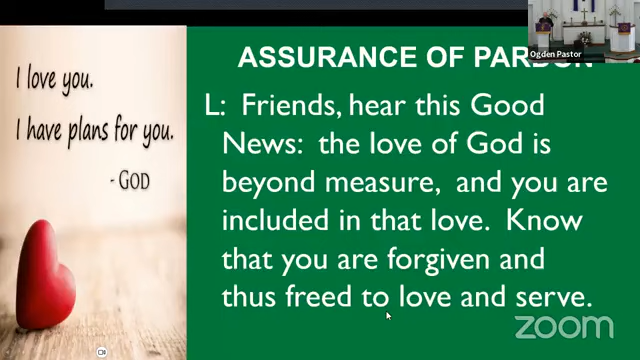 I love you.
I have plans for you.
- GOD
ASSURANCE OF PARDON
L: Friends, hear this Good
News: the love of God is
beyond measure, and you are
included in that love. Know
that you are forgiven and
thus freed to love and serve.
Ogden Pastor
zoom